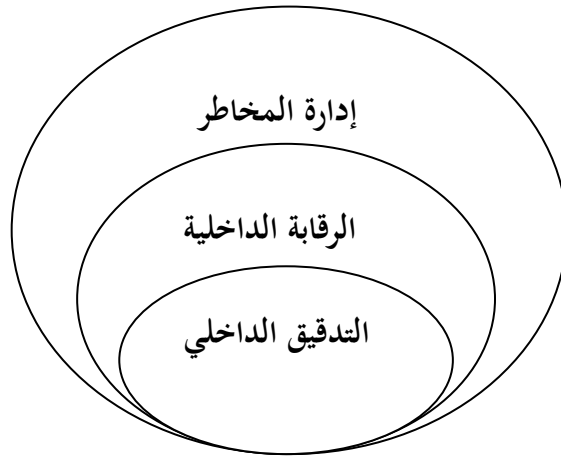 إدارة المخاطر
الرقابة الداخلية
التدقيق الداخلي